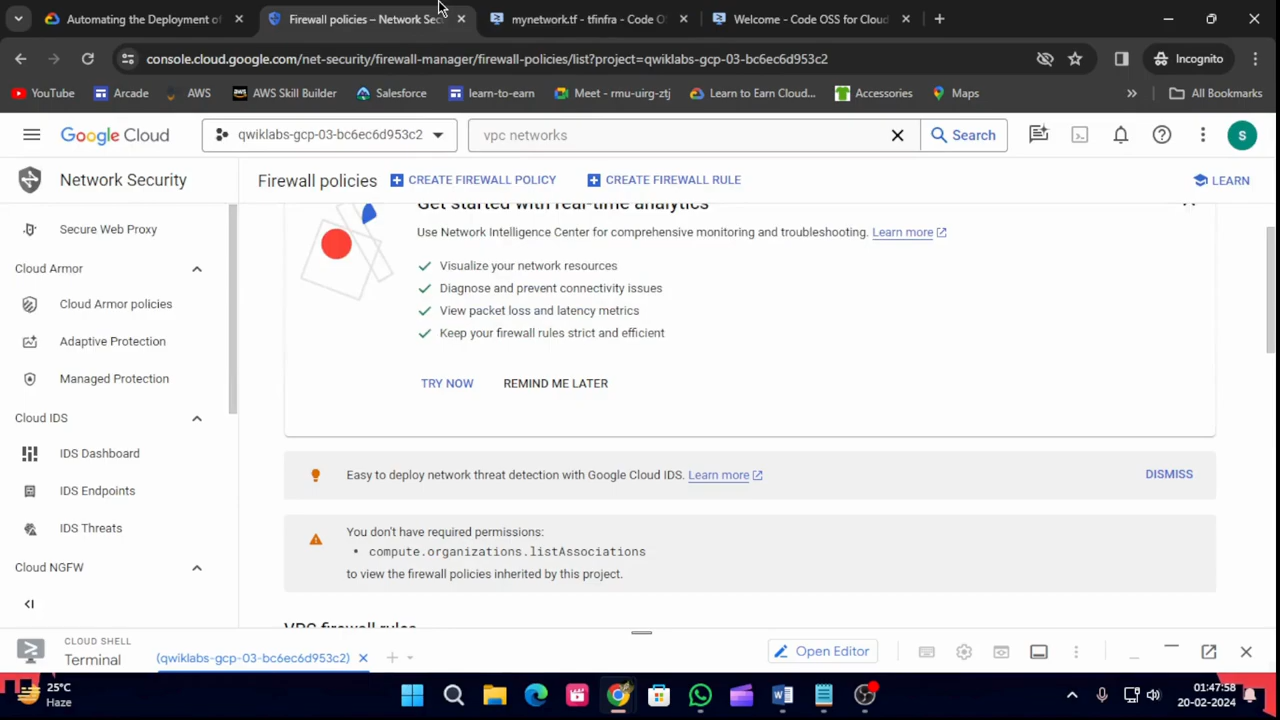 Automating the Deployment of
Firewall policies – Network Sec
mynetwork.tf - tfinfra - Code O
Welcome - Code OSS for Cloud
console.cloud.google.com/net-security/firewall-manager/firewall-policies/list?project=qwiklabs-gcp-03-bc6ec6d953c2
Incognito
YouTube
Arcade
AWS
AWS Skill Builder
Salesforce
learn-to-earn
Meet - rmu-uirg-ztj
Learn to Earn Cloud...
Accessories
Maps
All Bookmarks
Google Cloud
qwiklabs-gcp-03-bc6ec6d953c2
vpc networks
Search
Network Security
Firewall policies
CREATE FIREWALL POLICY
CREATE FIREWALL RULE
LEARN
Secure Web Proxy
Cloud Armor
Cloud Armor policies
Adaptive Protection
Managed Protection
Cloud IDS
IDS Dashboard
IDS Endpoints
IDS Threats
Cloud NGFW
Get started with real-time analytics
Use Network Intelligence Center for comprehensive monitoring and troubleshooting. Learn more
Visualize your network resources
Diagnose and prevent connectivity issues
View packet loss and latency metrics
Keep your firewall rules strict and efficient
TRY NOW
REMIND ME LATER
Easy to deploy network threat detection with Google Cloud IDS. Learn more
DISMISS
You don't have required permissions:
• compute.organizations.listAssociations
to view the firewall policies inherited by this project.
VPC firewall rules
CLOUD SHELL
Terminal
(qwiklabs-gcp-03-bc6ec6d953c2)
Open Editor
25°C
Haze
01:47:58
20-02-2024